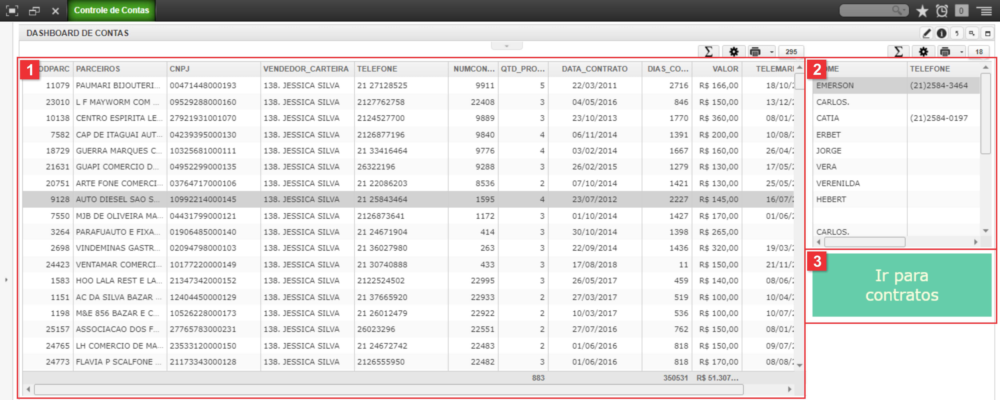 Controle de Contas 0
DASHBOARD DE CONTAS
295 18
1 ODPARC PARCEIROS CNPJ VENDEDOR_CARTEIRA TELEFONE NUMCON... QTD_PRO... DATA_CONTRATO DIAS_CO... VALOR TELEMARI
11079 PAUMARI BIJOUTERI... 00471448000193 138. JESSICA SILVA 21 27128525 9911 5 22/03/2011 2716 R$ 166,00 18/10/2
23010 L F MAYWORM COM ... 09529288000160 138. JESSICA SILVA 2127762758 22408 3 04/05/2016 846 R$ 150,00 13/12/2
10138 CENTRO ESPIRITA LE... 27921931001070 138. JESSICA SILVA 2124527700 9889 3 23/10/2013 1770 R$ 360,00 08/01/2
7582 CAP DE ITAGUAI AUT... 04239395000130 138. JESSICA SILVA 2126877196 9840 4 06/11/2014 1391 R$ 200,00 10/08/2
18729 GUERRA MARQUES C... 10325681000111 138. JESSICA SILVA 21 33416464 9776 4 03/02/2014 1667 R$ 160,00 26/04/2
21631 GUAPI COMERCIO D... 04952299000135 138. JESSICA SILVA 26322196 9288 3 26/02/2015 1279 R$ 130,00 17/05/2
20751 ARTE FONE COMERCI... 03764717000106 138. JESSICA SILVA 21 22086203 8536 2 07/10/2014 1421 R$ 130,00 25/05/2
9128 AUTO DIESEL SAO S... 10992214000145 138. JESSICA SILVA 21 25843464 1595 4 23/07/2012 2227 R$ 145,00 16/07/2
7550 MJB DE OLIVEIRA MA... 04431799000121 138. JESSICA SILVA 2126873641 1172 3 01/10/2014 1427 R$ 170,00 01/06/2
3264 PARAFUAUTO E FIXA... 01906485000140 138. JESSICA SILVA 21 24671904 414 3 30/10/2014 1398 R$ 265,00
2698 VINDEMINAS GASTR... 02094798000103 138. JESSICA SILVA 21 36027980 263 3 22/09/2014 1436 R$ 320,00 19/03/2
24423 VENTAMAR COMERCI... 10177220000149 138. JESSICA SILVA 21 30740888 433 3 17/08/2018 11 R$ 150,00 21/11/2
1583 HOO LALA REST E LA... 21347342000152 138. JESSICA SILVA 2122524502 22995 3 26/05/2017 459 R$ 140,00 08/06/2
1151 AC DA SILVA BAZAR ... 12404450000129 138. JESSICA SILVA 21 37665920 22933 2 27/03/2017 519 R$ 100,00 10/04/2
1198 M&E 856 BAZAR E C... 10526228000173 138. JESSICA SILVA 21 26012479 22922 2 10/03/2017 536 R$ 100,00 10/07/2
25157 ASSOCIACAO DOS F... 27765783000231 138. JESSICA SILVA 26023296 22551 2 27/07/2016 762 R$ 150,00 08/01/2
24765 LH COMERCIO DE MA... 23533120000150 138. JESSICA SILVA 21 24672742 22483 2 01/06/2016 818 R$ 150,00 09/07/2
24773 FLAVIA P SCALFONE ... 21173343000128 138. JESSICA SILVA 2126555950 22482 3 01/06/2016 818 R$ 170,00 08/08/2
883 350531 R$ 51.307...
2 OME TELEFONE
EMERSON (21)2584-3464
CARLOS.
CATIA (21)2584-0197
ERBET
JORGE
VERA
VERENILDA
HEBERT
CARLOS.
3
Ir para
contratos